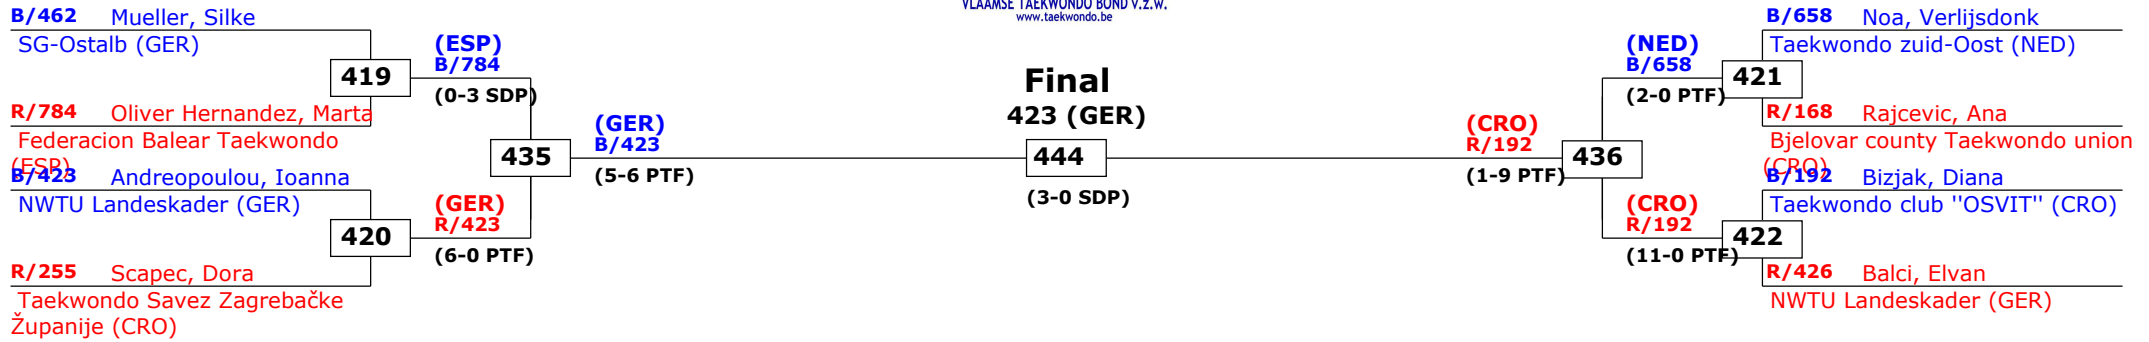 VLAAMSE TAEKWONDO BOND V.Z.W.
www.taekwondo.be
B/462 Mueller, Silke
SG-Ostalb (GER)
419
R/784 Oliver Hernandez, Marta
Federacion Balear Taekwondo
(ESP)
B/423 Andreopoulou, Ioanna
NWTU Landeskader (GER)
420
R/255 Scapec, Dora
Taekwondo Savez Zagrebačke
Županije (CRO)
(ESP)
B/784
(0-3 SDP)
435
(GER)
R/423
(6-0 PTF)
(GER)
B/423
(5-6 PTF)
Final
423 (GER)
444
(3-0 SDP)
(CRO)
R/192
(1-9 PTF)
436
(NED)
B/658
(2-0 PTF)
(CRO)
R/192
(11-0 PTF)
B/658 Noa, Verlijsdonk
Taekwondo zuid-Oost (NED)
421
R/168 Rajcevic, Ana
Bjelovar county Taekwondo union
(CRO)
B/192 Bizjak, Diana
Taekwondo club ''OSVIT'' (CRO)
422
R/426 Balci, Elvan
NWTU Landeskader (GER)